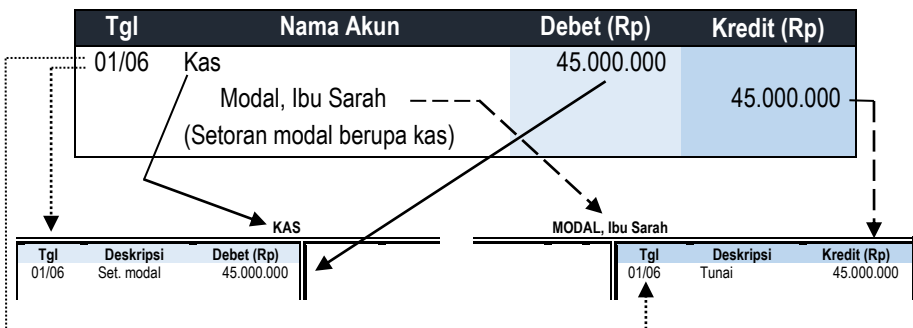 Tgl Nama Akun Debet (Rp) Kredit (Rp)
01/06 Kas 45.000.000
Modal, Ibu Sarah 45.000.000
(Setoran modal berupa kas)
KAS MODAL, Ibu Sarah
Tgl Deskripsi Debet (Rp) Tgl Deskripsi Kredit (Rp)
01/06 Set. modal 45.000.000 01/06 Tunai 45.000.000